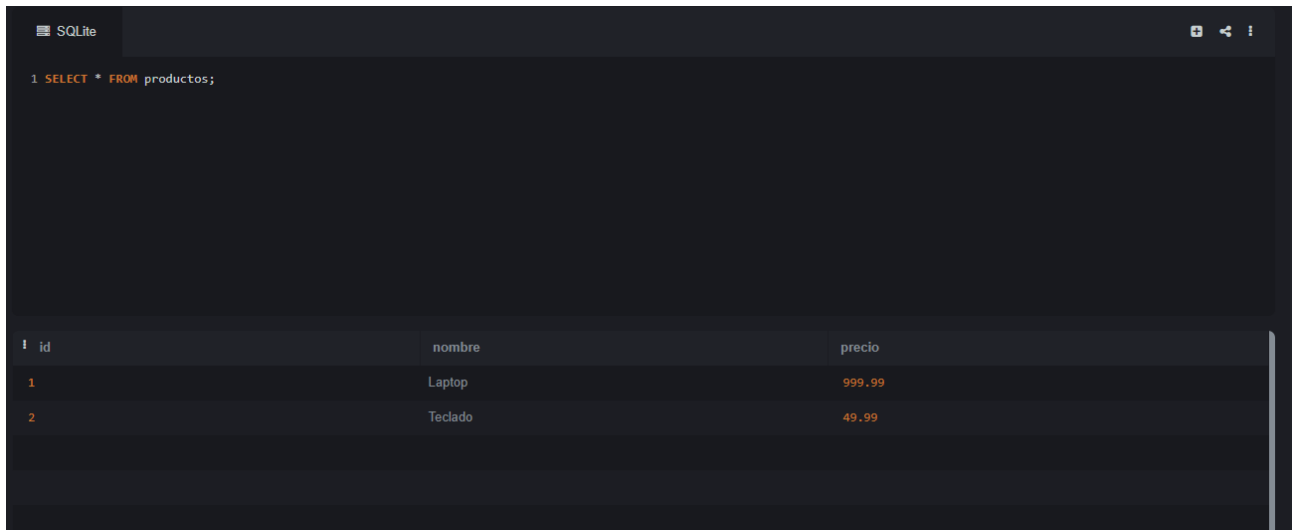 SQLite
1 SELECT * FROM productos;
id nombre precio
1 Laptop 999.99
2 Teclado 49.99